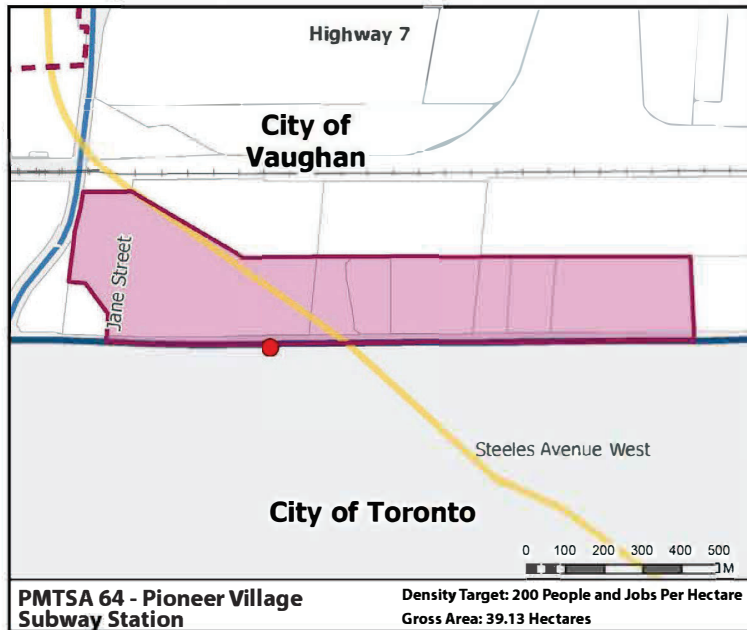 Highway 7
City of
Vaughan
Jane Street
Steeles Avenue West
City of Toronto
0 100 200 300 400 500
M
PMTSA 64 - Pioneer Village
Subway Station
Density Target: 200 People and Jobs Per Hectare
Gross Area: 39.13 Hectares